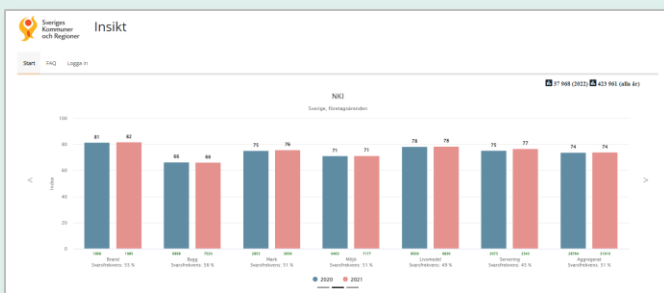 Sveriges
Kommuner
och Regioner
Insikt
Start FAQ Logga in
57 968 (2022) 423 961 (alla år)
NKI
Sverige, företagsärenden
100
80
60
40
20
0
Index
81 82 66 66 75 76 71 71 78 78 75 77 74 74
Brand Bygg Mark Miljö Livsmedel Servering Aggregerat
Svarsfrekvens: 55 % Svarsfrekvens: 56 % Svarsfrekvens: 51 % Svarsfrekvens: 51 % Svarsfrekvens: 49 % Svarsfrekvens: 45 % Svarsfrekvens: 51 %
2020 2021